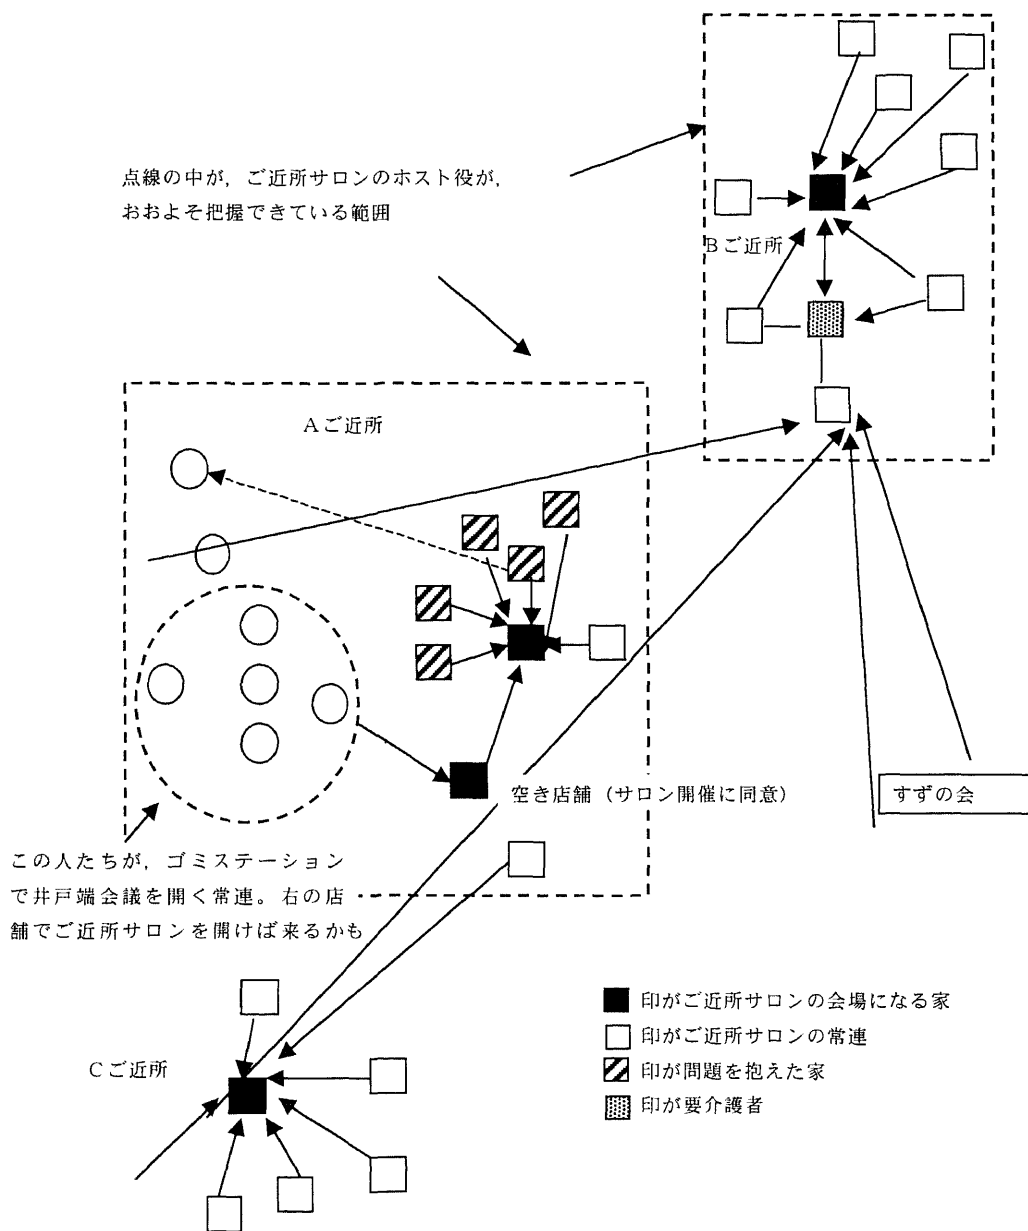 点線の中が，ご近所サロンのホスト役が，
おおよそ把握できている範囲
Bご近所
Aご近所
空き店舗（サロン開催に同意）
すずの会
この人たちが，ゴミステーション
で井戸端会議を開く常連。右の店
舗でご近所サロンを開けば来るかも
Cご近所
印がご近所サロンの会場になる家
印がご近所サロンの常連
印が問題を抱えた家
印が要介護者